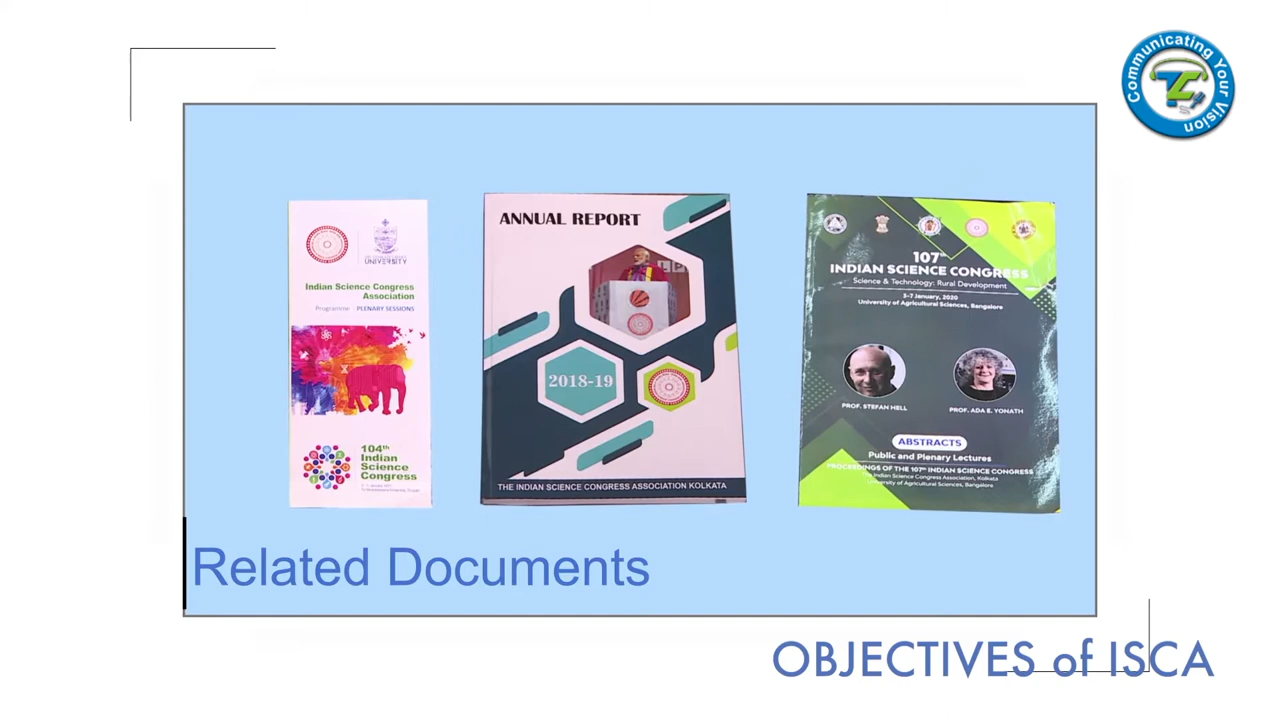 Communicating Your Vision
UNIVERSITY
Indian Science Congress
Association
Programme PLENARY SESSIONS
104th
Indian
Science
Congress
ANNUAL REPORT
2018-19
THE INDIAN SCIENCE CONGRESS ASSOCIATION KOLKATA
107th
INDIAN SCIENCE CONGRESS
Science & Technology: Rural Development
3-7 January, 2020
University of Agricultural Sciences, Bangalore
PROF. STEFAN HELL
PROF. ADA E. YONATH
ABSTRACTS
Public and Plenary Lectures
PROCEEDINGS OF THE 107th INDIAN SCIENCE CONGRESS
The Indian Science Congress Association, Kolkata
University of Agricultural Sciences, Bangalore
Related Documents
OBJECTIVES of ISCA